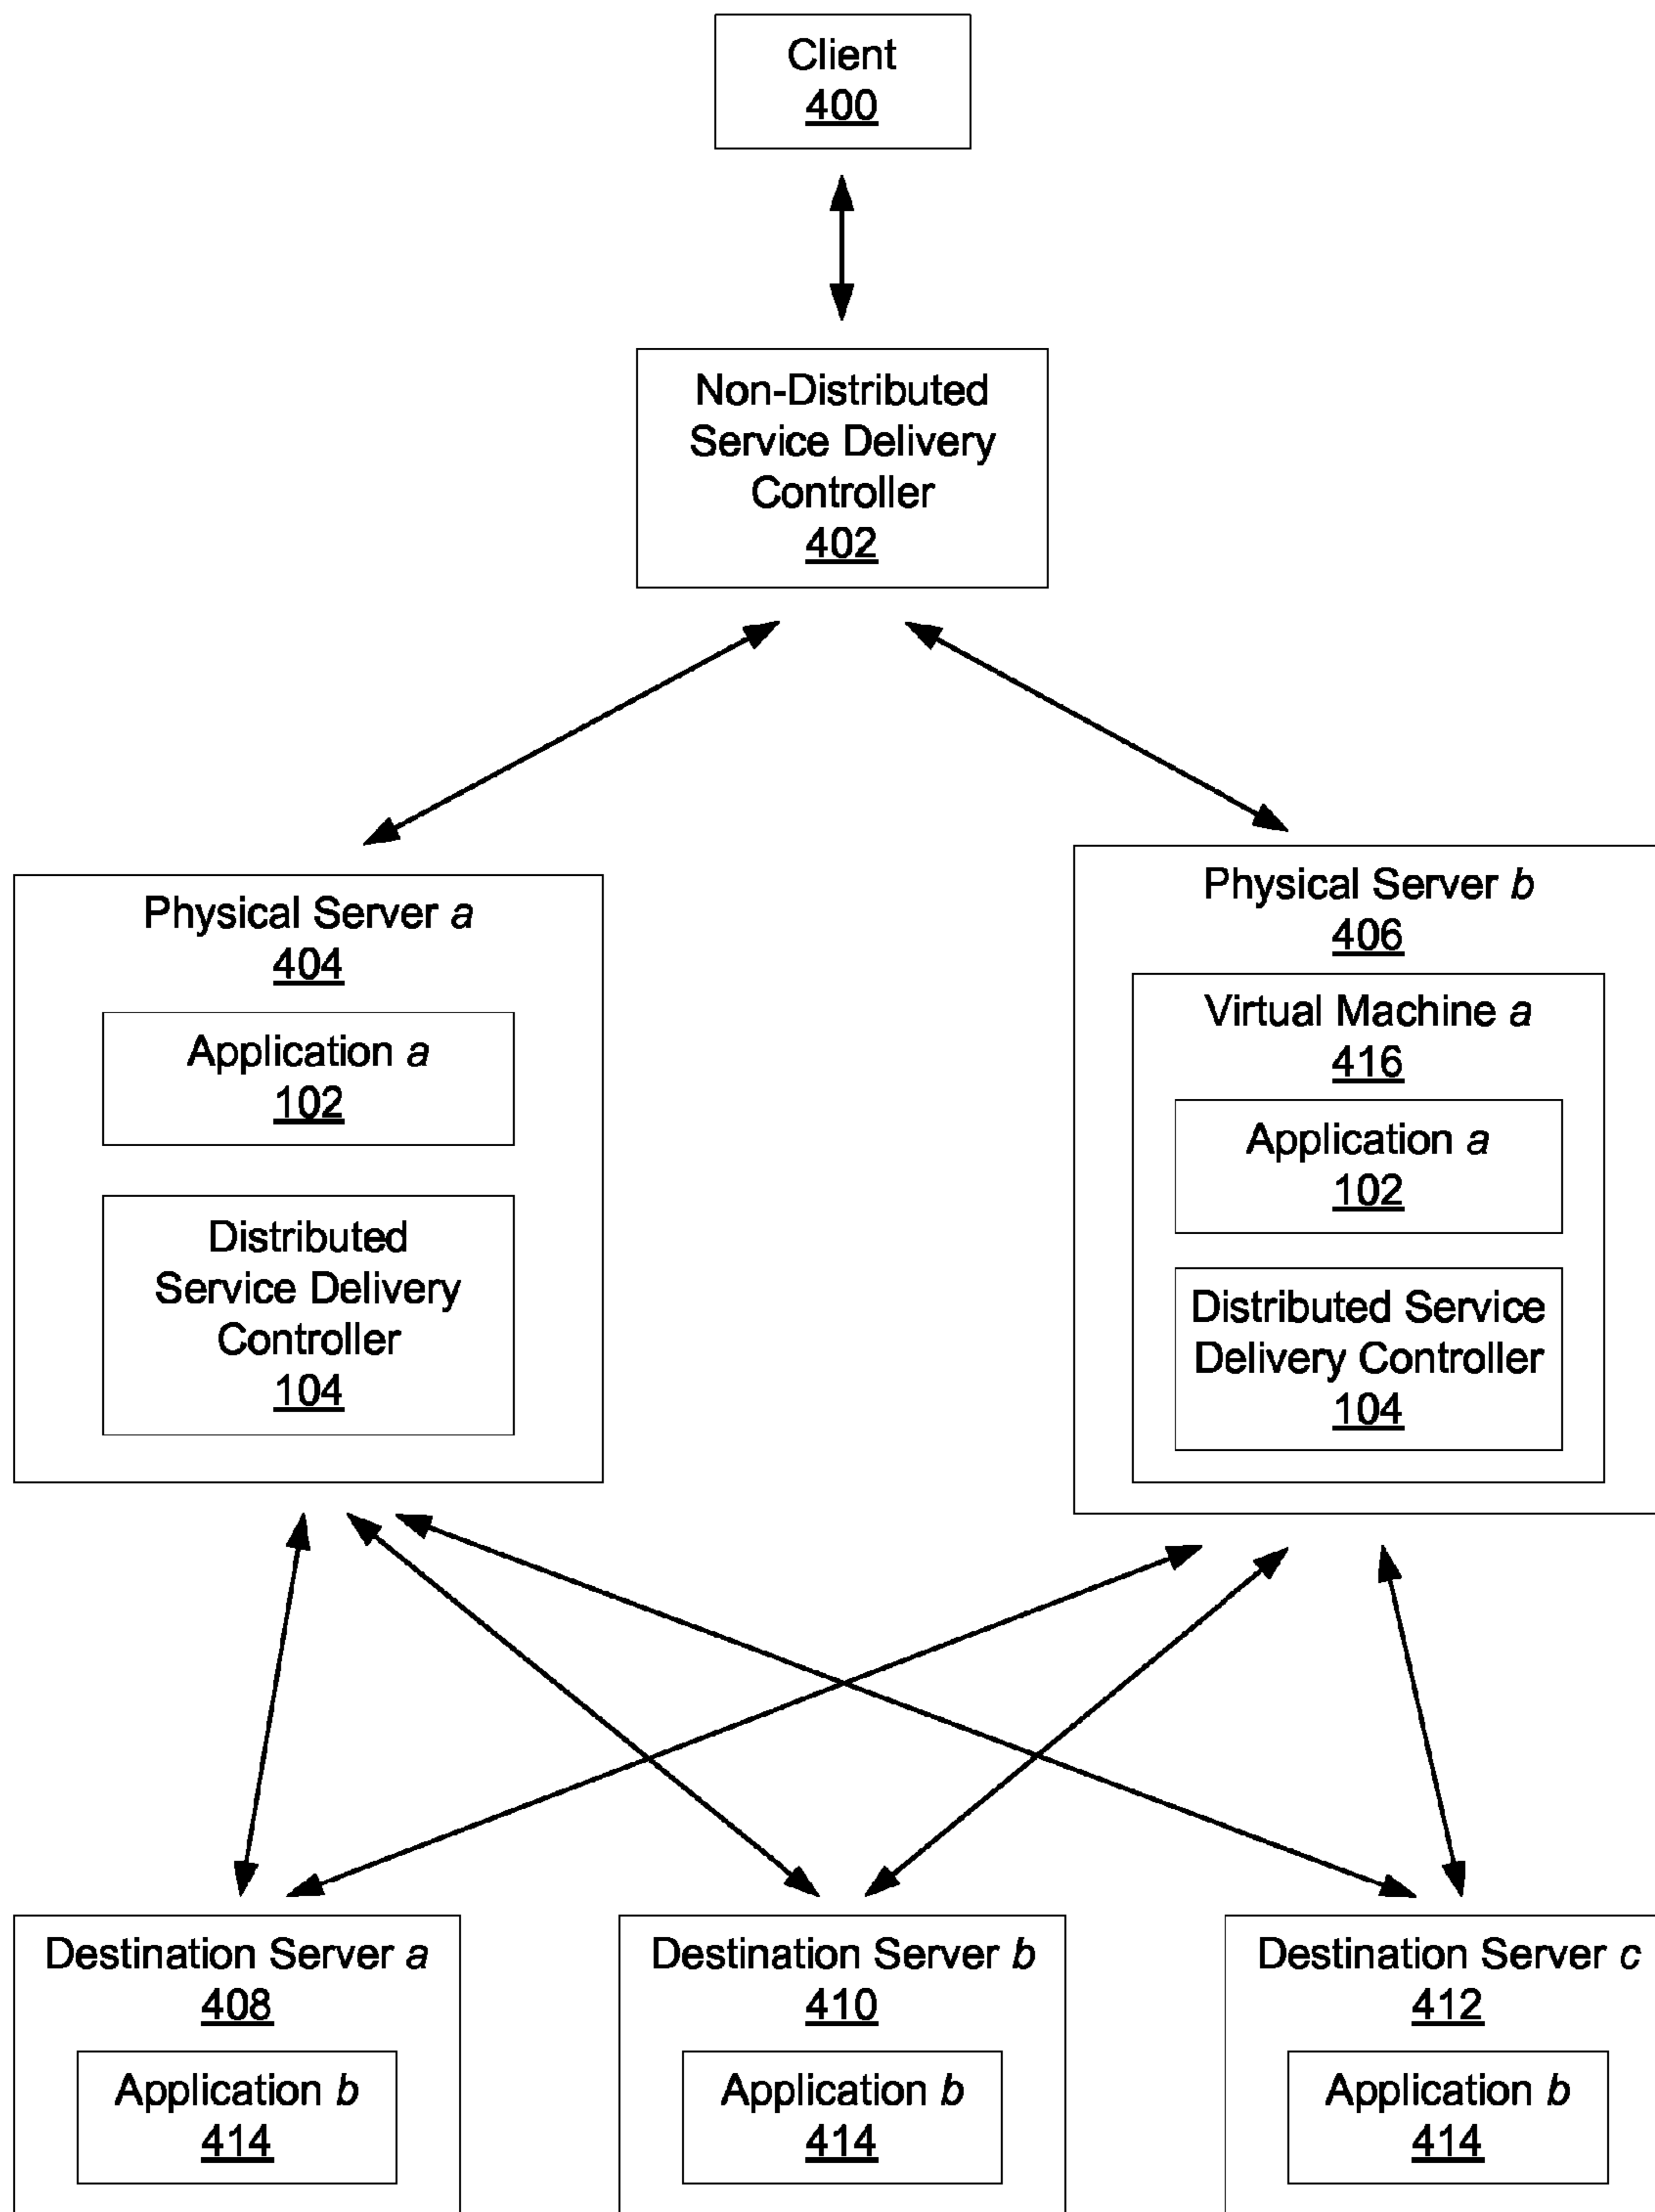 Client
400
Non-Distributed
Service Delivery
Controller
402
Physical Server a
404
Application a
102
Distributed
Service Delivery
Controller
104
Physical Server b
406
Virtual Machine a
416
Application a
102
Distributed Service
Delivery Controller
104
Destination Server a
408
Application b
414
Destination Server b
410
Application b
414
Destination Server c
412
Application b
414